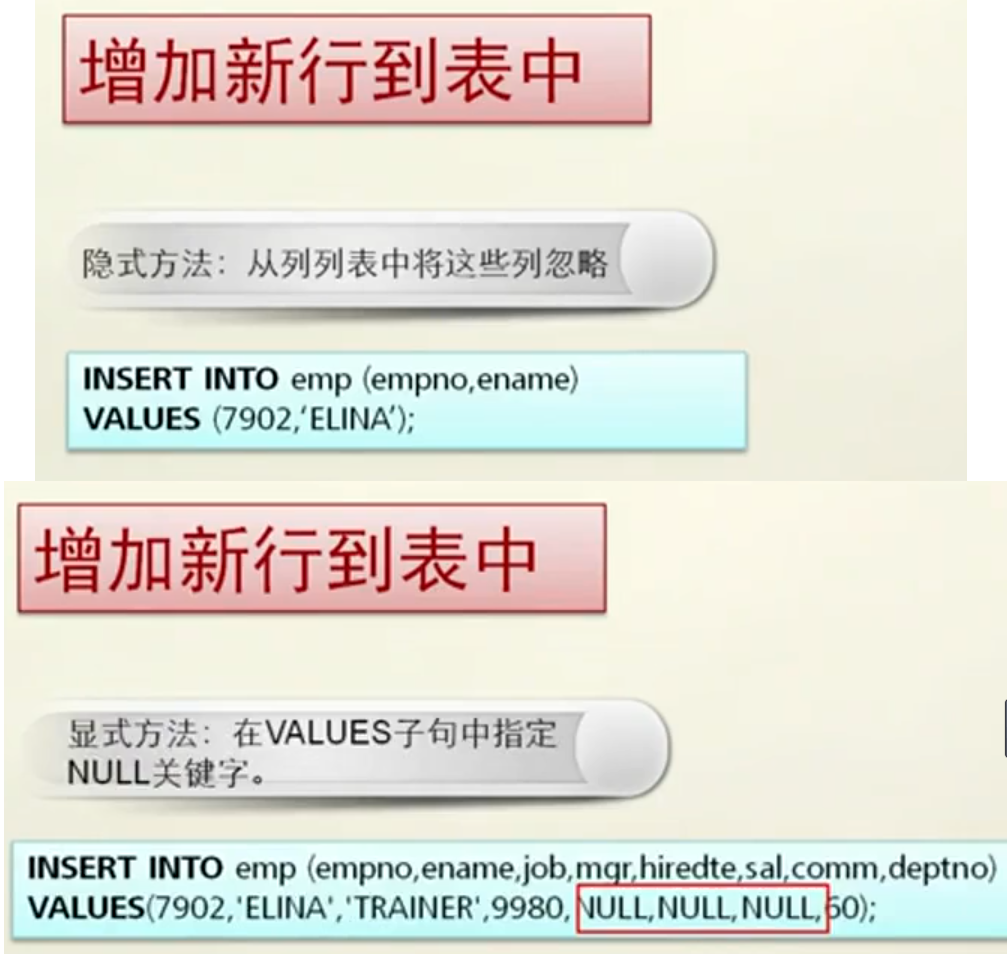 增加新行到表中
隐式方法：从列列表中将这些列忽略
INSERT INTO emp (empno,ename)
VALUES (7902,‘ELINA’);
增加新行到表中
显式方法：在VALUES子句中指定
NULL关键字。
INSERT INTO emp (empno,ename,job,mgr,hiredte,sal,comm,deptno)
VALUES(7902,'ELINA','TRAINER',9980, NULL,NULL,NULL,60);